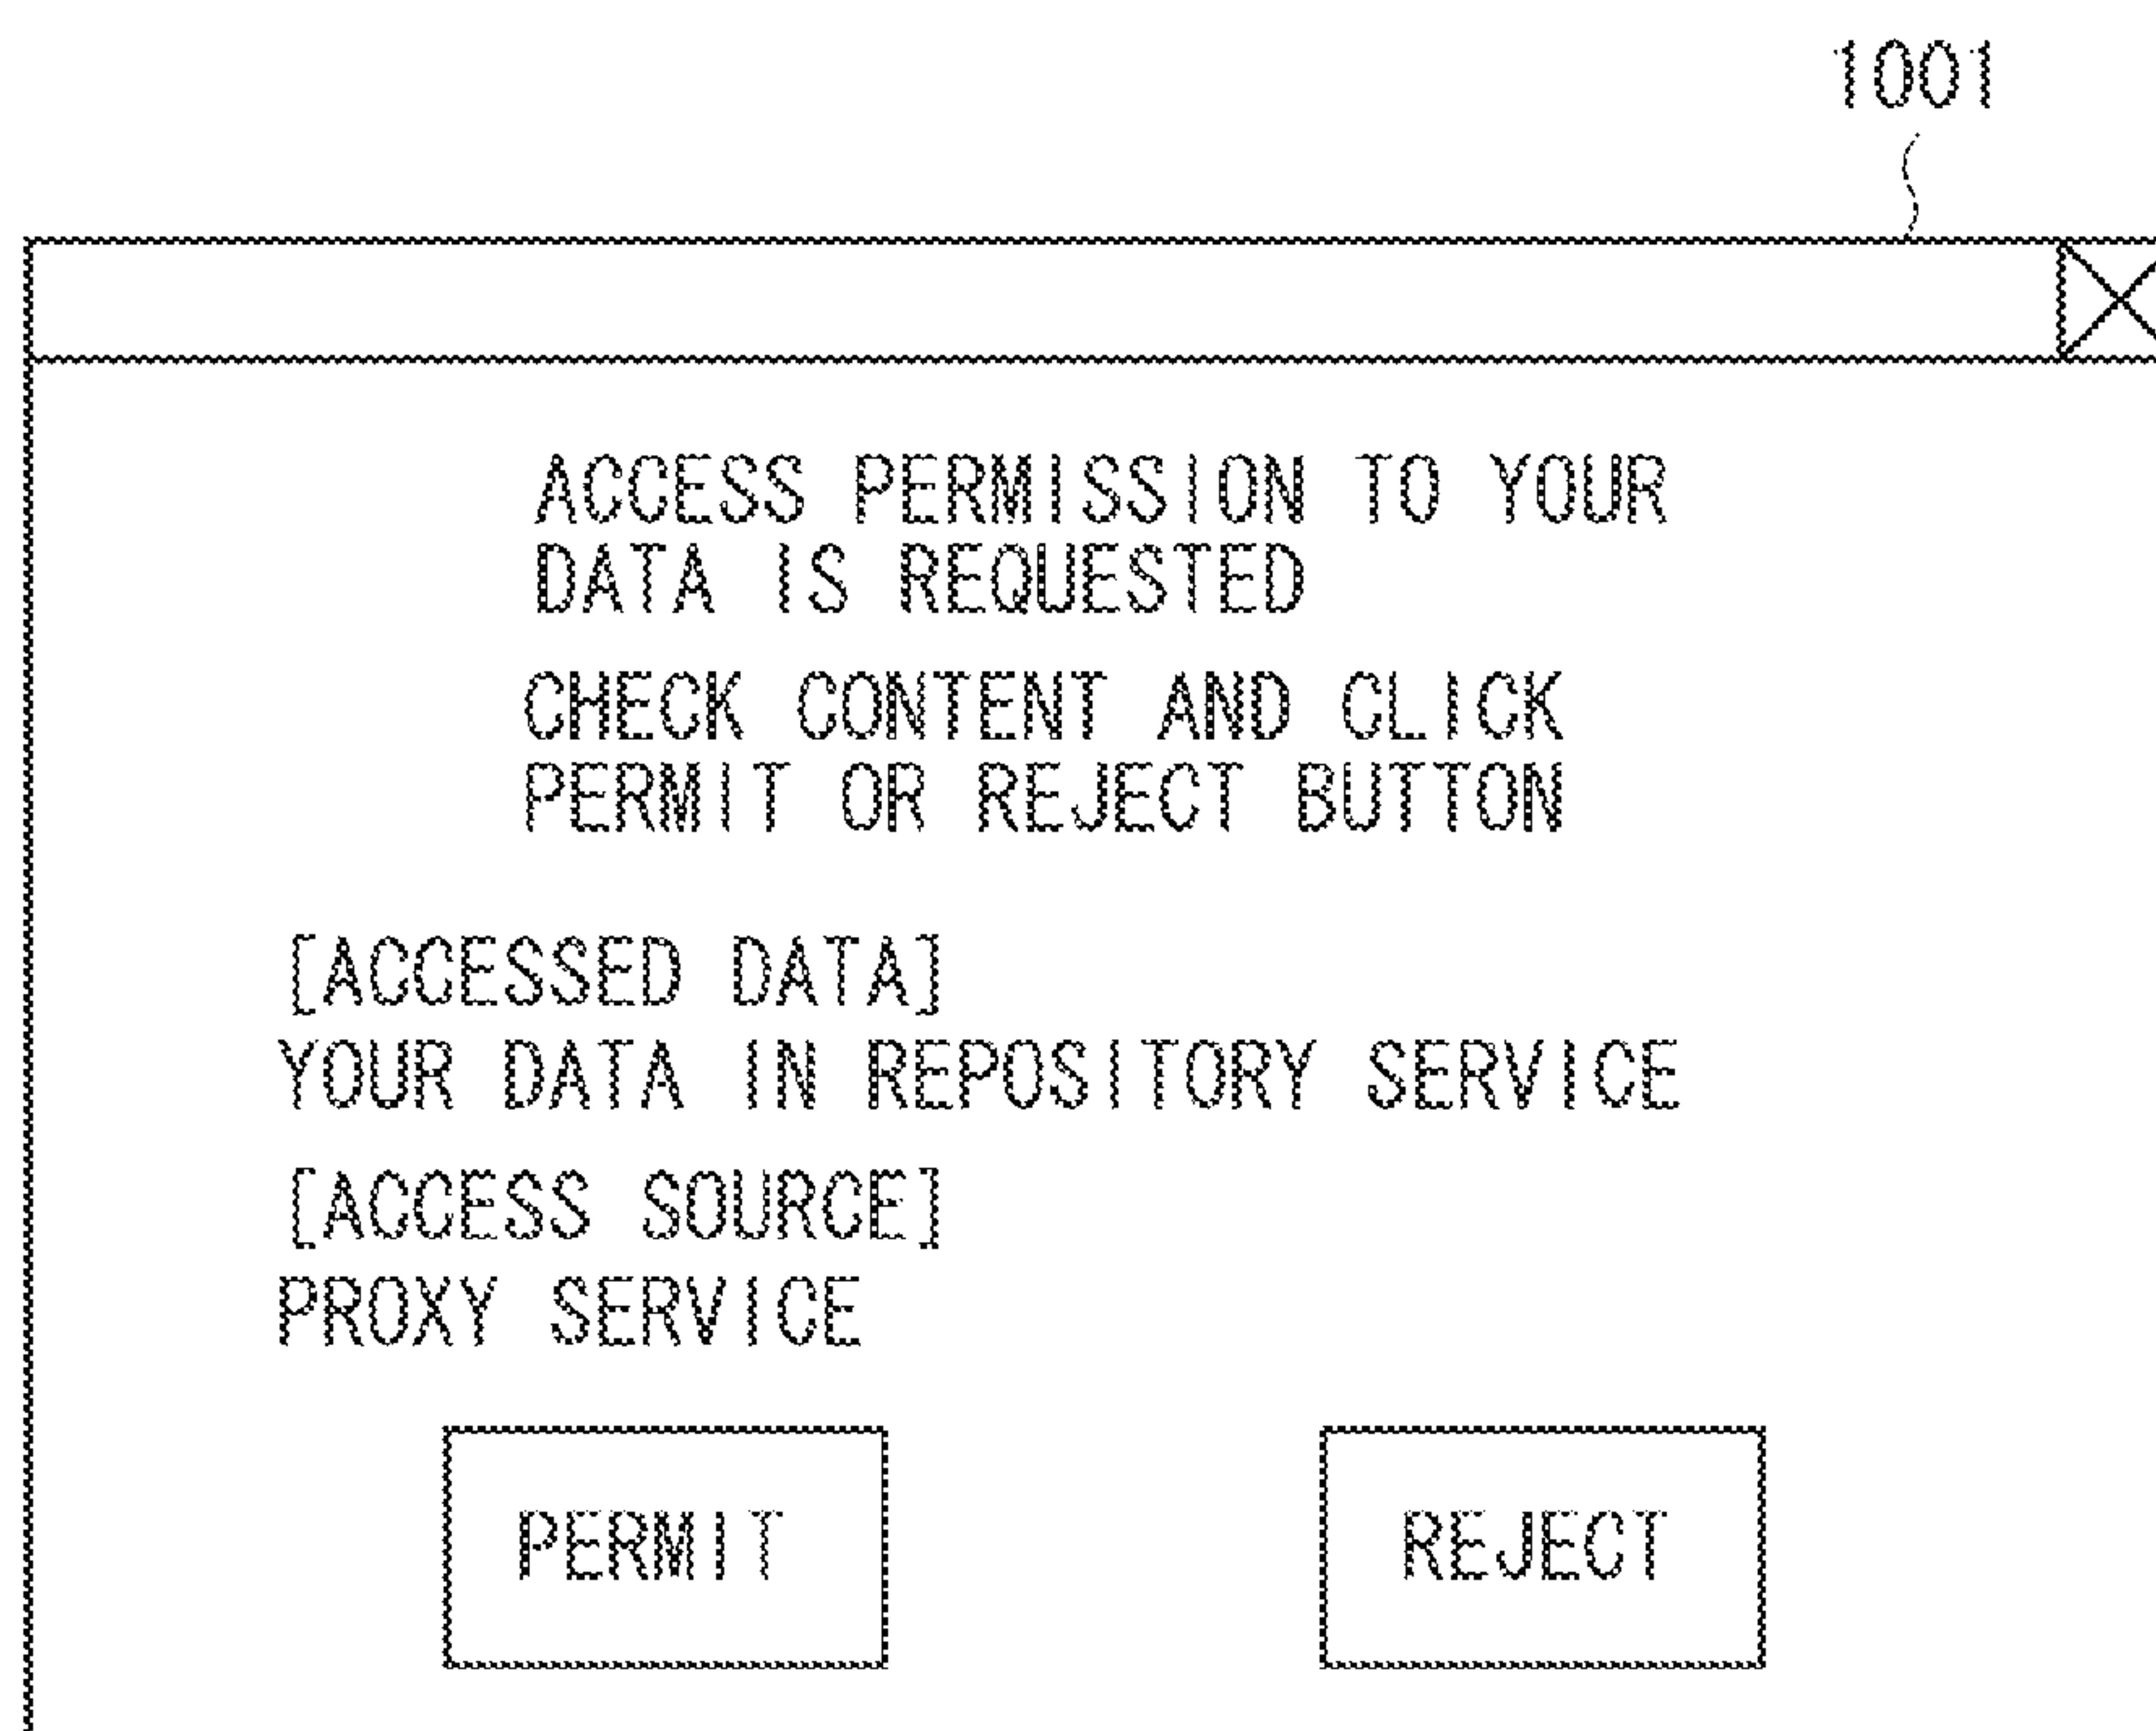 1001
ACCESS PERMISSION TO YOUR
DATA IS REQUESTED
CHECK CONTENT AND CLICK
PERMIT OR REJECT BUTTON
[ACCESSED DATA]
YOUR DATA IN REPOSITORY SERVICE
[ACCESS SOURCE]
PROXY SERVICE
PERMIT
REJECT